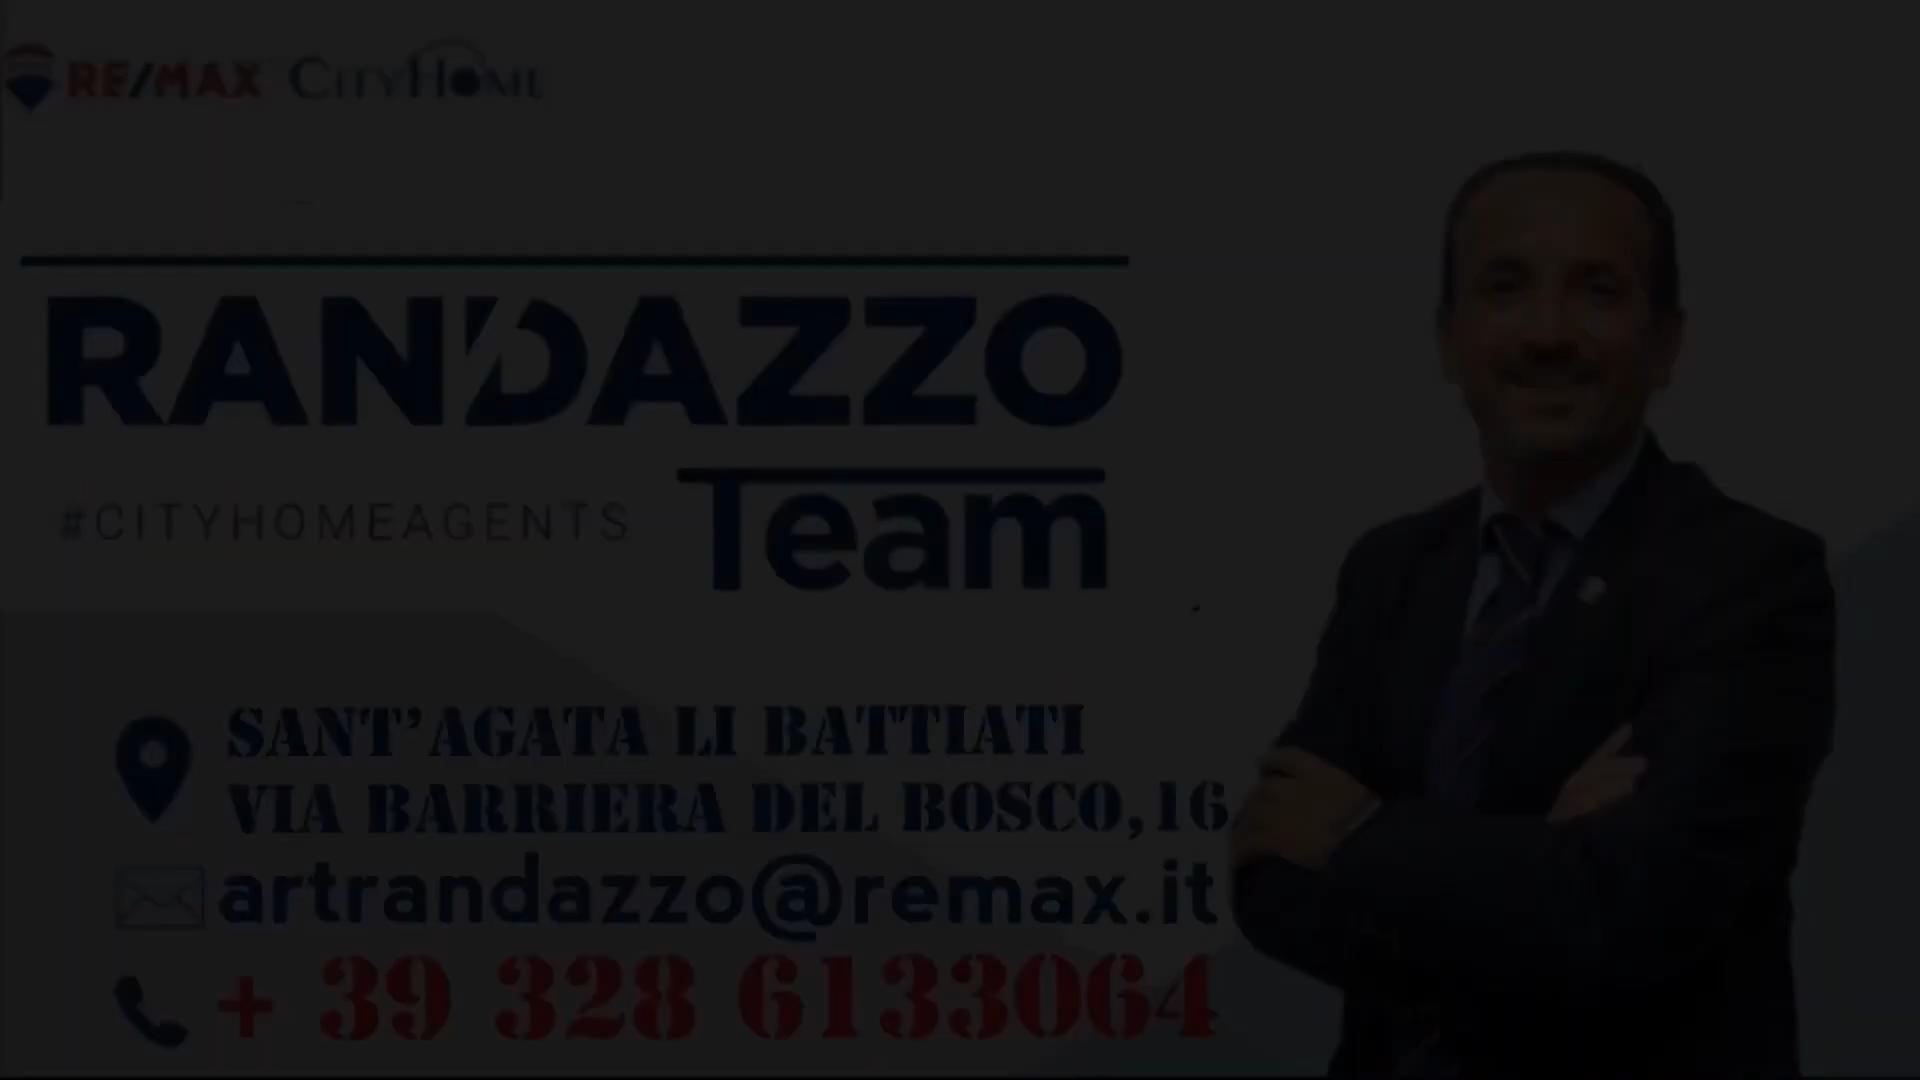 RE/MAX CITYHOME
RANDAZZO
#CITYHOMEAGENTS Team
SANT'AGATA LI BATTIATI
VIA BARRIERA DEL BOSCO,16
artrandazzo@remax.it
+ 39 328 6133064